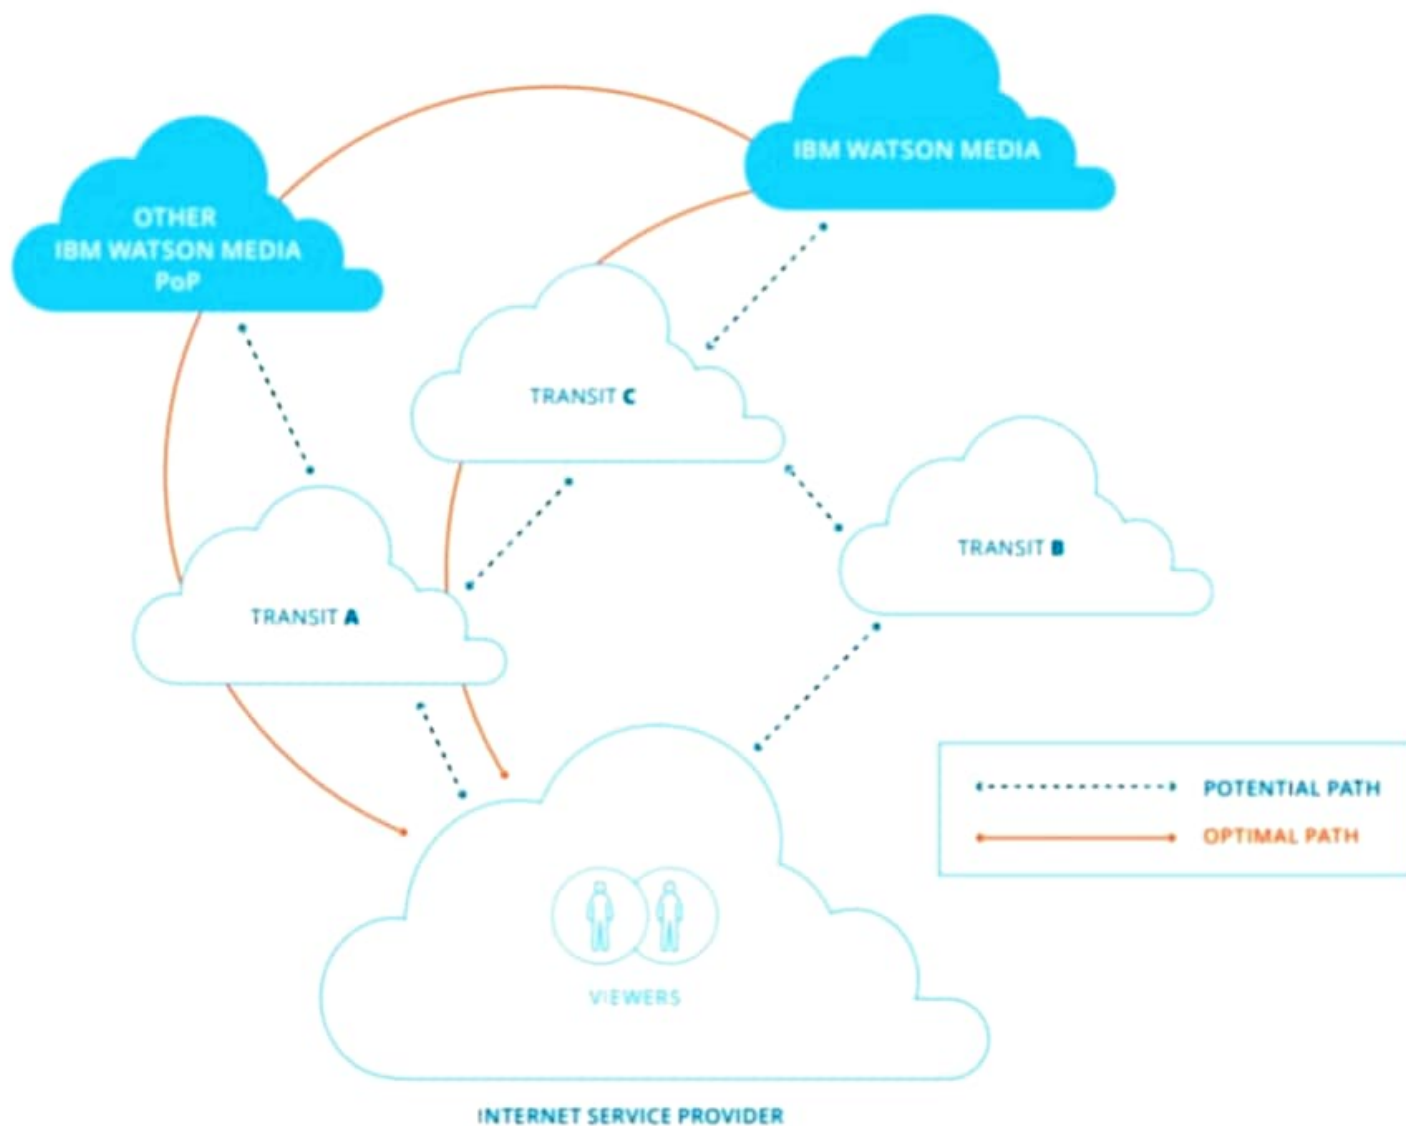 IBM WATSON MEDIA
OTHER
IBM WATSON MEDIA
PoP
TRANSIT C
TRANSIT B
TRANSIT A
POTENTIAL PATH
OPTIMAL PATH
VIEWERS
INTERNET SERVICE PROVIDER